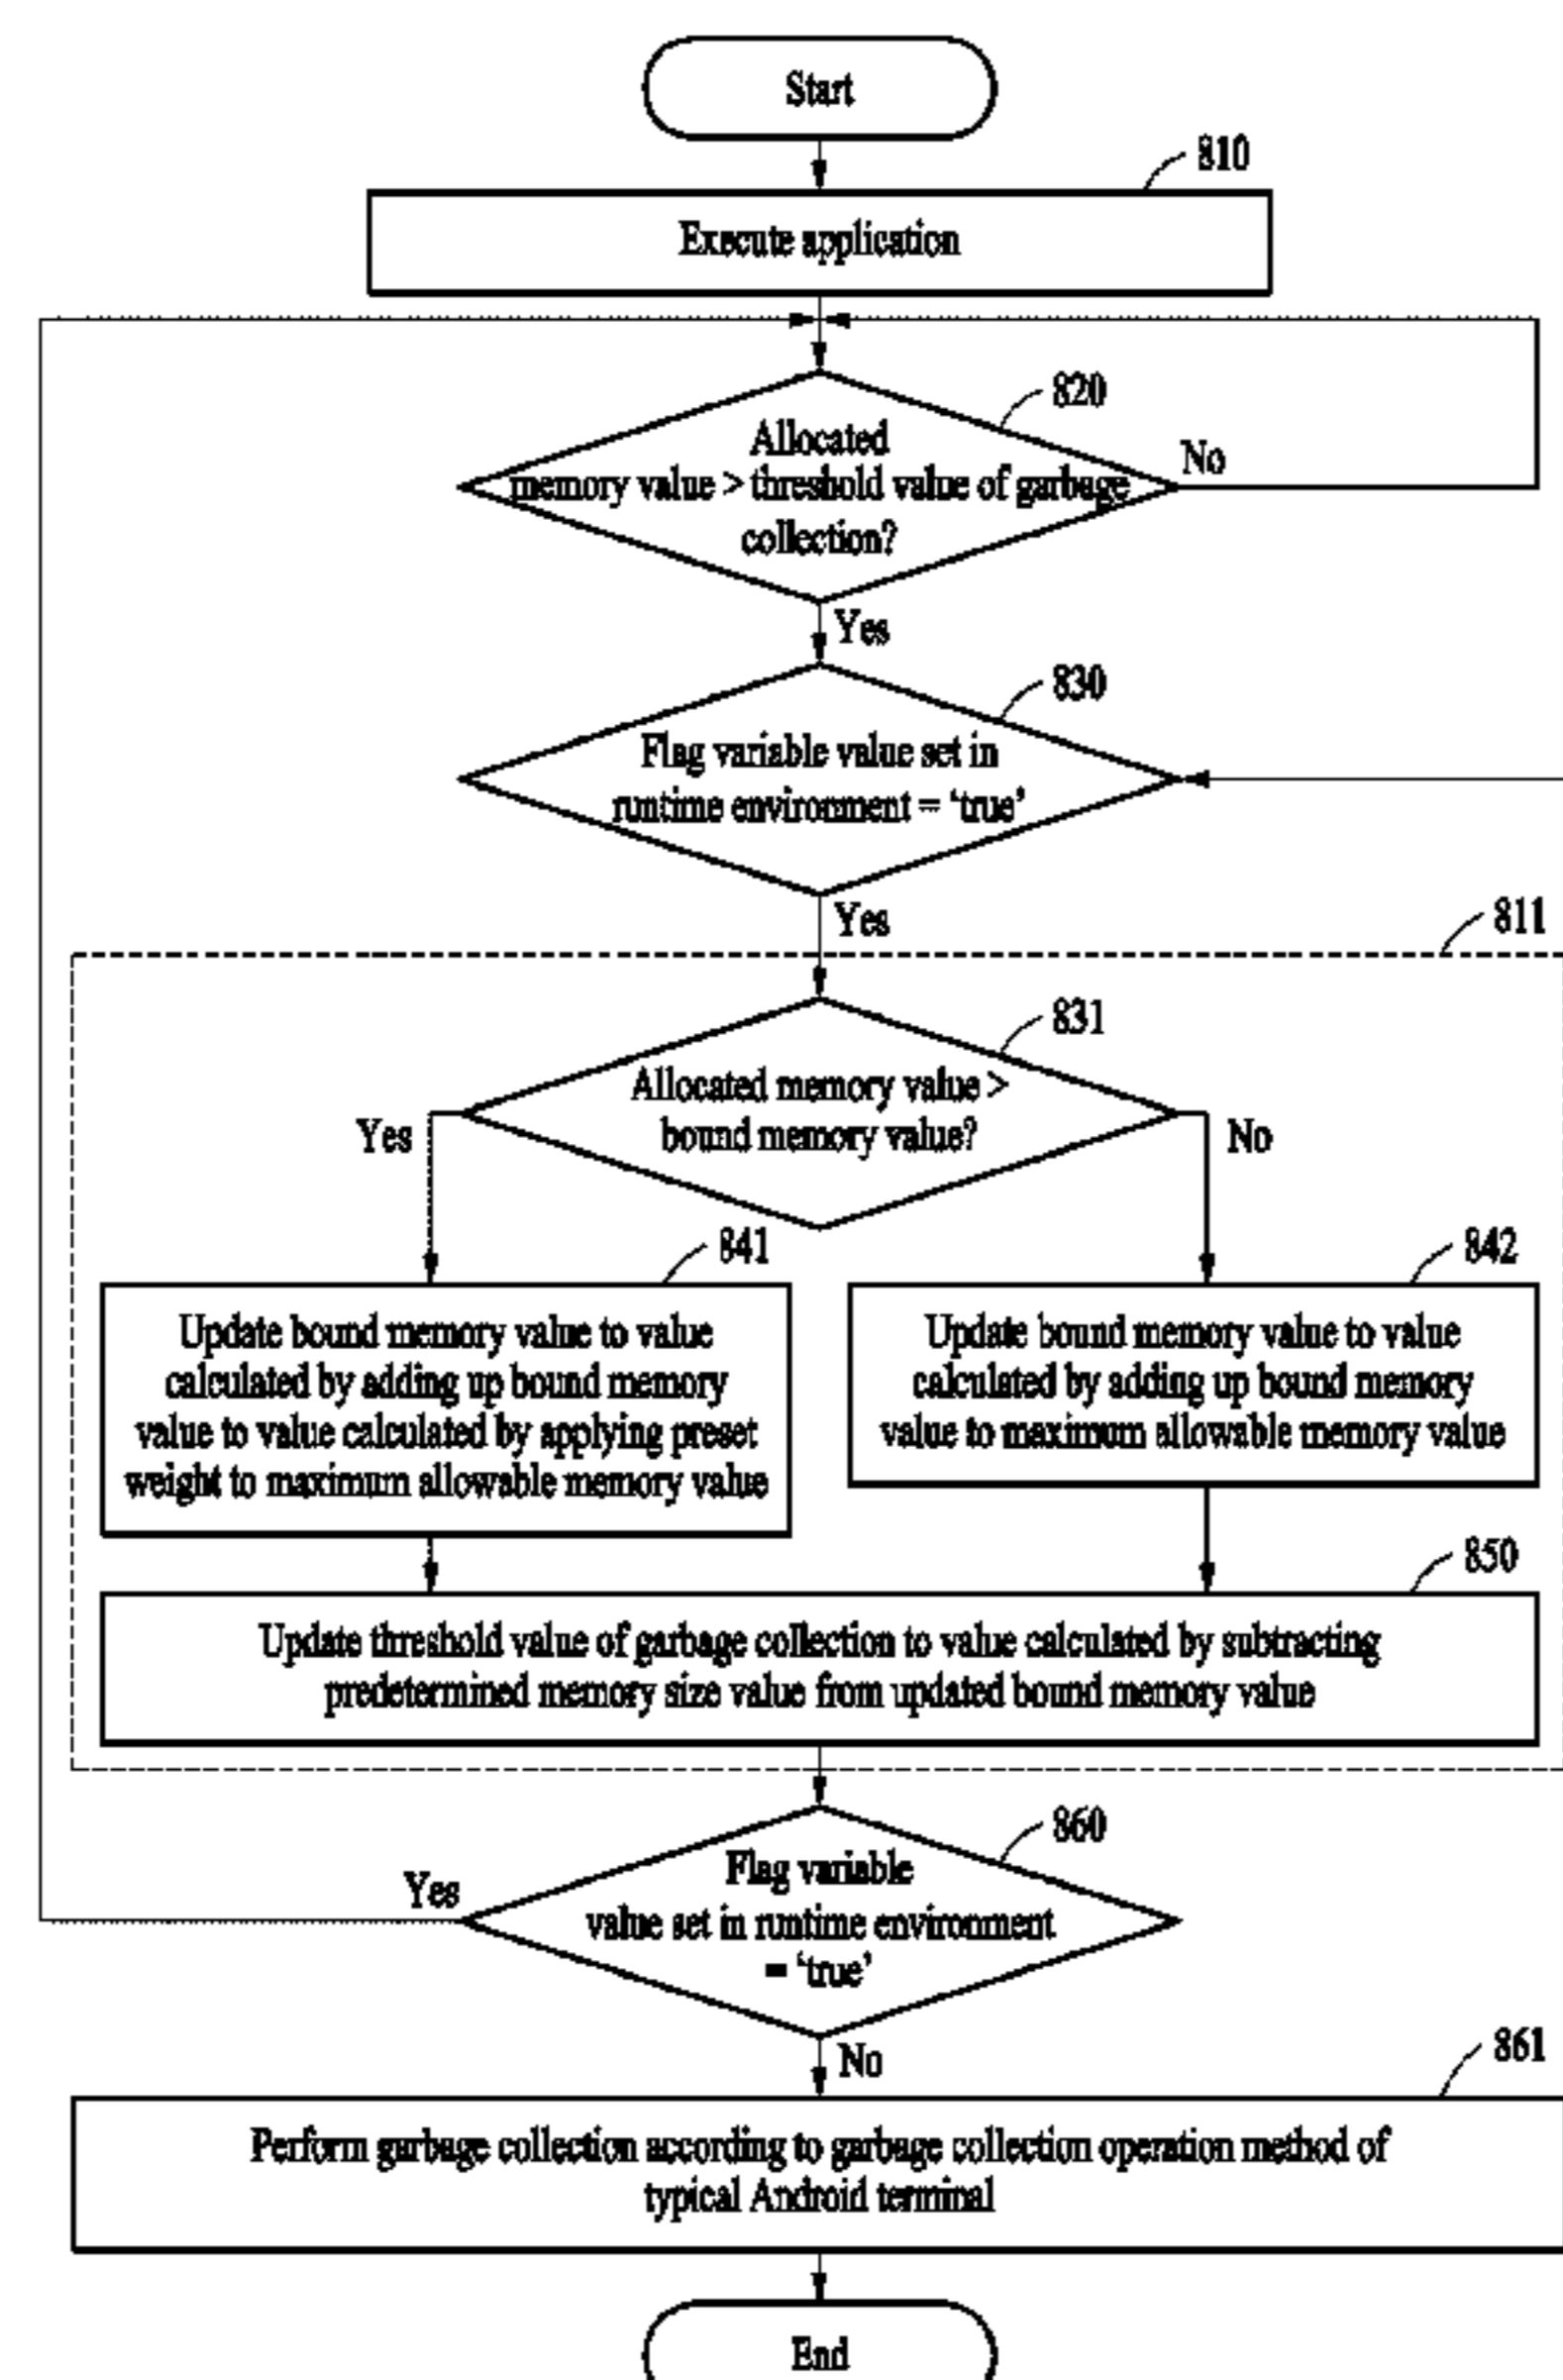 Start
810
Execute application
820
Allocated
memory value > threshold value of garbage
collection?
No
Yes
830
Flag variable value set in
runtime environment = ‘true’
Yes
811
831
Allocated memory value >
bound memory value?
Yes
No
841
842
Update bound memory value to value
calculated by adding up bound memory
value to value calculated by applying preset
weight to maximum allowable memory value
Update bound memory value to value
calculated by adding up bound memory
value to maximum allowable memory value
850
Update threshold value of garbage collection to value calculated by subtracting
predetermined memory size value from updated bound memory value
860
Flag variable
value set in runtime environment
= ‘true’
Yes
No
861
Perform garbage collection according to garbage collection operation method of
typical Android terminal
End